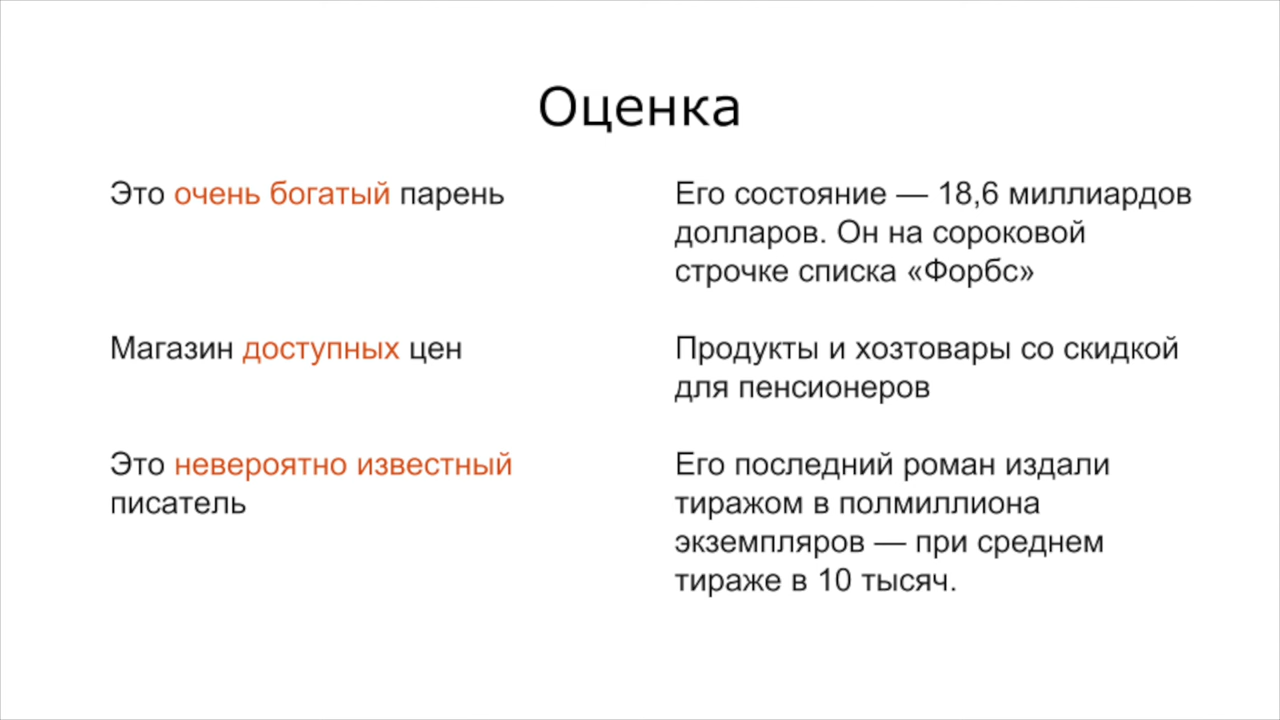 Оценка
Это очень богатый парень
Его состояние — 18,6 миллиардов
долларов. Он на сороковой
строчке списка «Форбс»
Магазин доступных цен
Продукты и хозтовары со скидкой
для пенсионеров
Это невероятно известный
писатель
Его последний роман издали
тиражом в полмиллиона
экземпляров — при среднем
тираже в 10 тысяч.